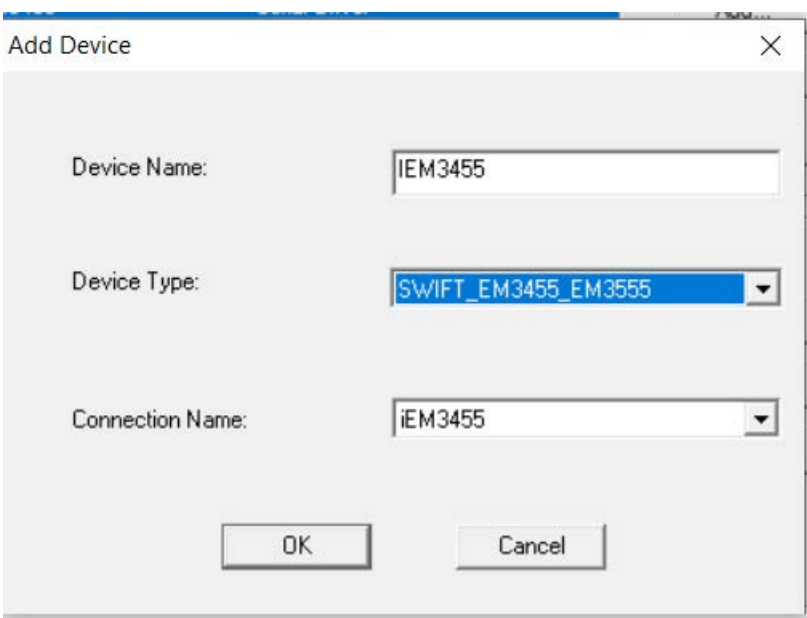 Add Device
Device Name:
IEM3455
Device Type:
SWIFT_EM3455_EM3555
Connection Name:
iEM3455
OK
Cancel